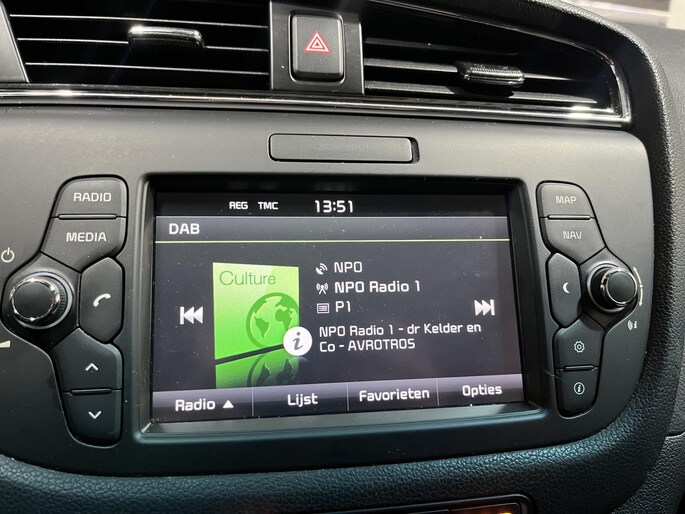 RADIO
MEDIA
MAP
NAV
REG TMC 13:51
DAB
Culture
NPO
NPO Radio 1
P1
NPO Radio 1 - dr Kelder en
Co - AVROTROS
Radio ▲
Lijst
Favorieten
Opties